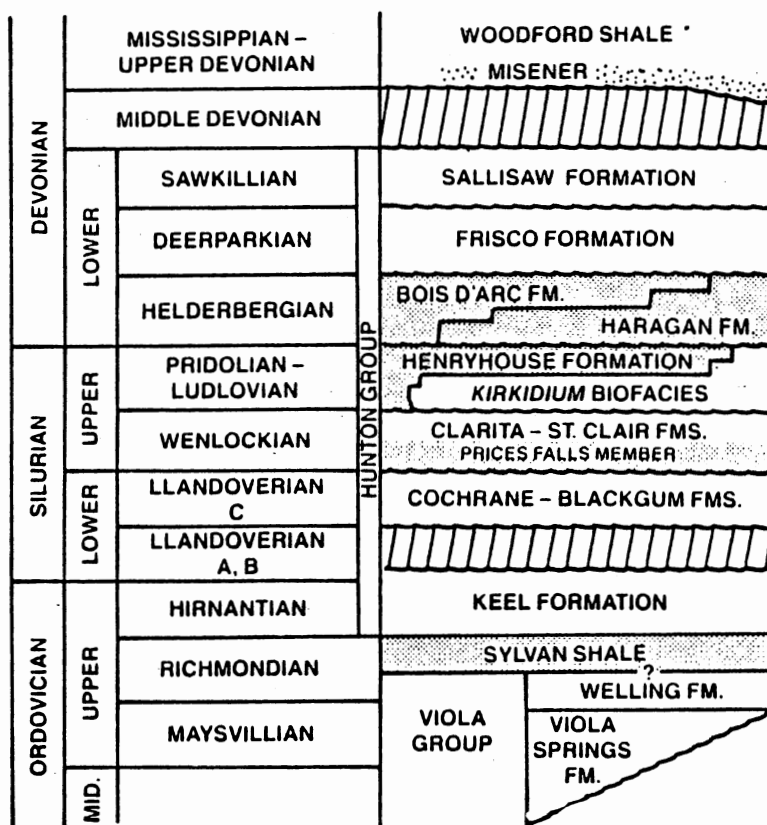 MISSISSIPPIAN –
UPPER DEVONIAN
WOODFORD SHALE
MISENER
DEVONIAN
MIDDLE DEVONIAN
LOWER
SAWKILLIAN
SALLISAW FORMATION
DEERPARKIAN
FRISCO FORMATION
HELDERBERGIAN
BOIS D'ARC FM.
HARAGAN FM.
HUNTON GROUP
SILURIAN
UPPER
PRIDOLIAN –
LUDLOVIAN
HENRYHOUSE FORMATION
KIRKIDIUM BIOFACIES
WENLOCKIAN
CLARITA – ST. CLAIR FMS.
PRICES FALLS MEMBER
LOWER
LLANDOVERIAN
C
COCHRANE – BLACKGUM FMS.
LLANDOVERIAN
A, B
ORDOVICIAN
UPPER
HIRNANTIAN
KEEL FORMATION
RICHMONDIAN
SYLVAN SHALE
?
WELLING FM.
MAYSVILLIAN
VIOLA
GROUP
VIOLA
SPRINGS
FM.
MID.